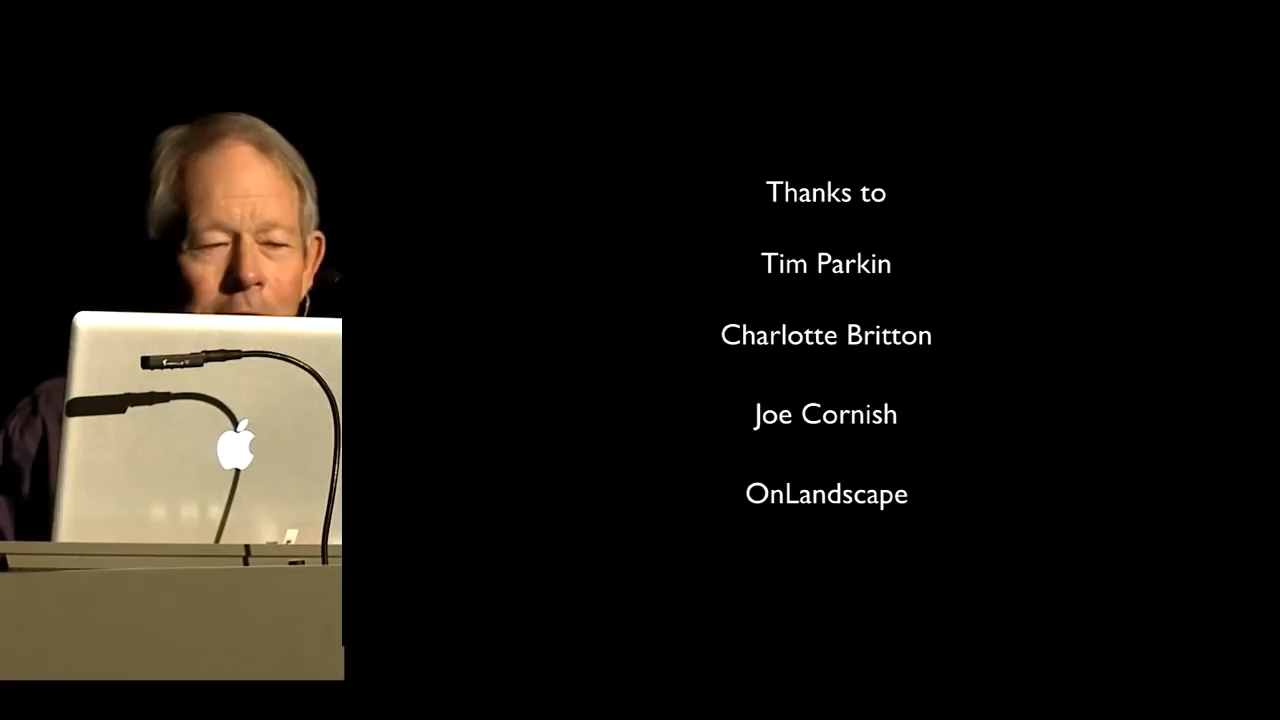 Thanks to
Tim Parkin
Charlotte Britton
Joe Cornish
OnLandscape